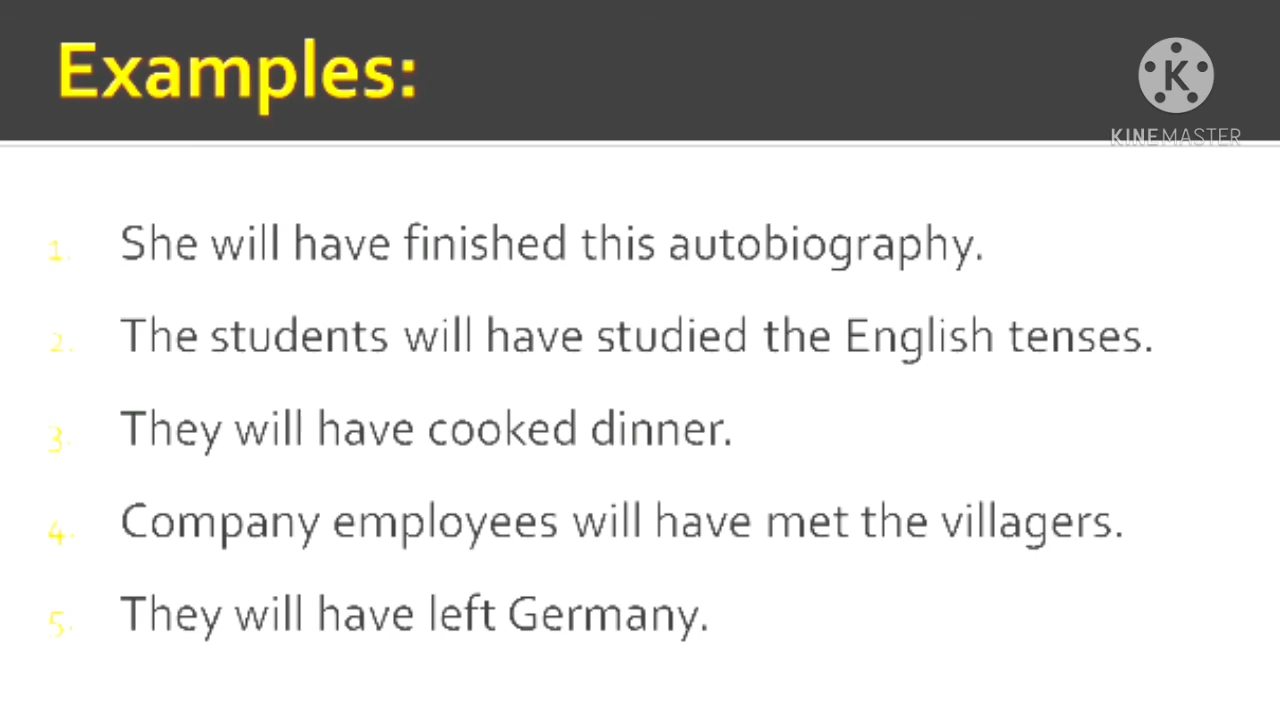 Examples:
K
KINEMASTER
1. She will have finished this autobiography.
2. The students will have studied the English tenses.
3. They will have cooked dinner.
4. Company employees will have met the villagers.
5. They will have left Germany.